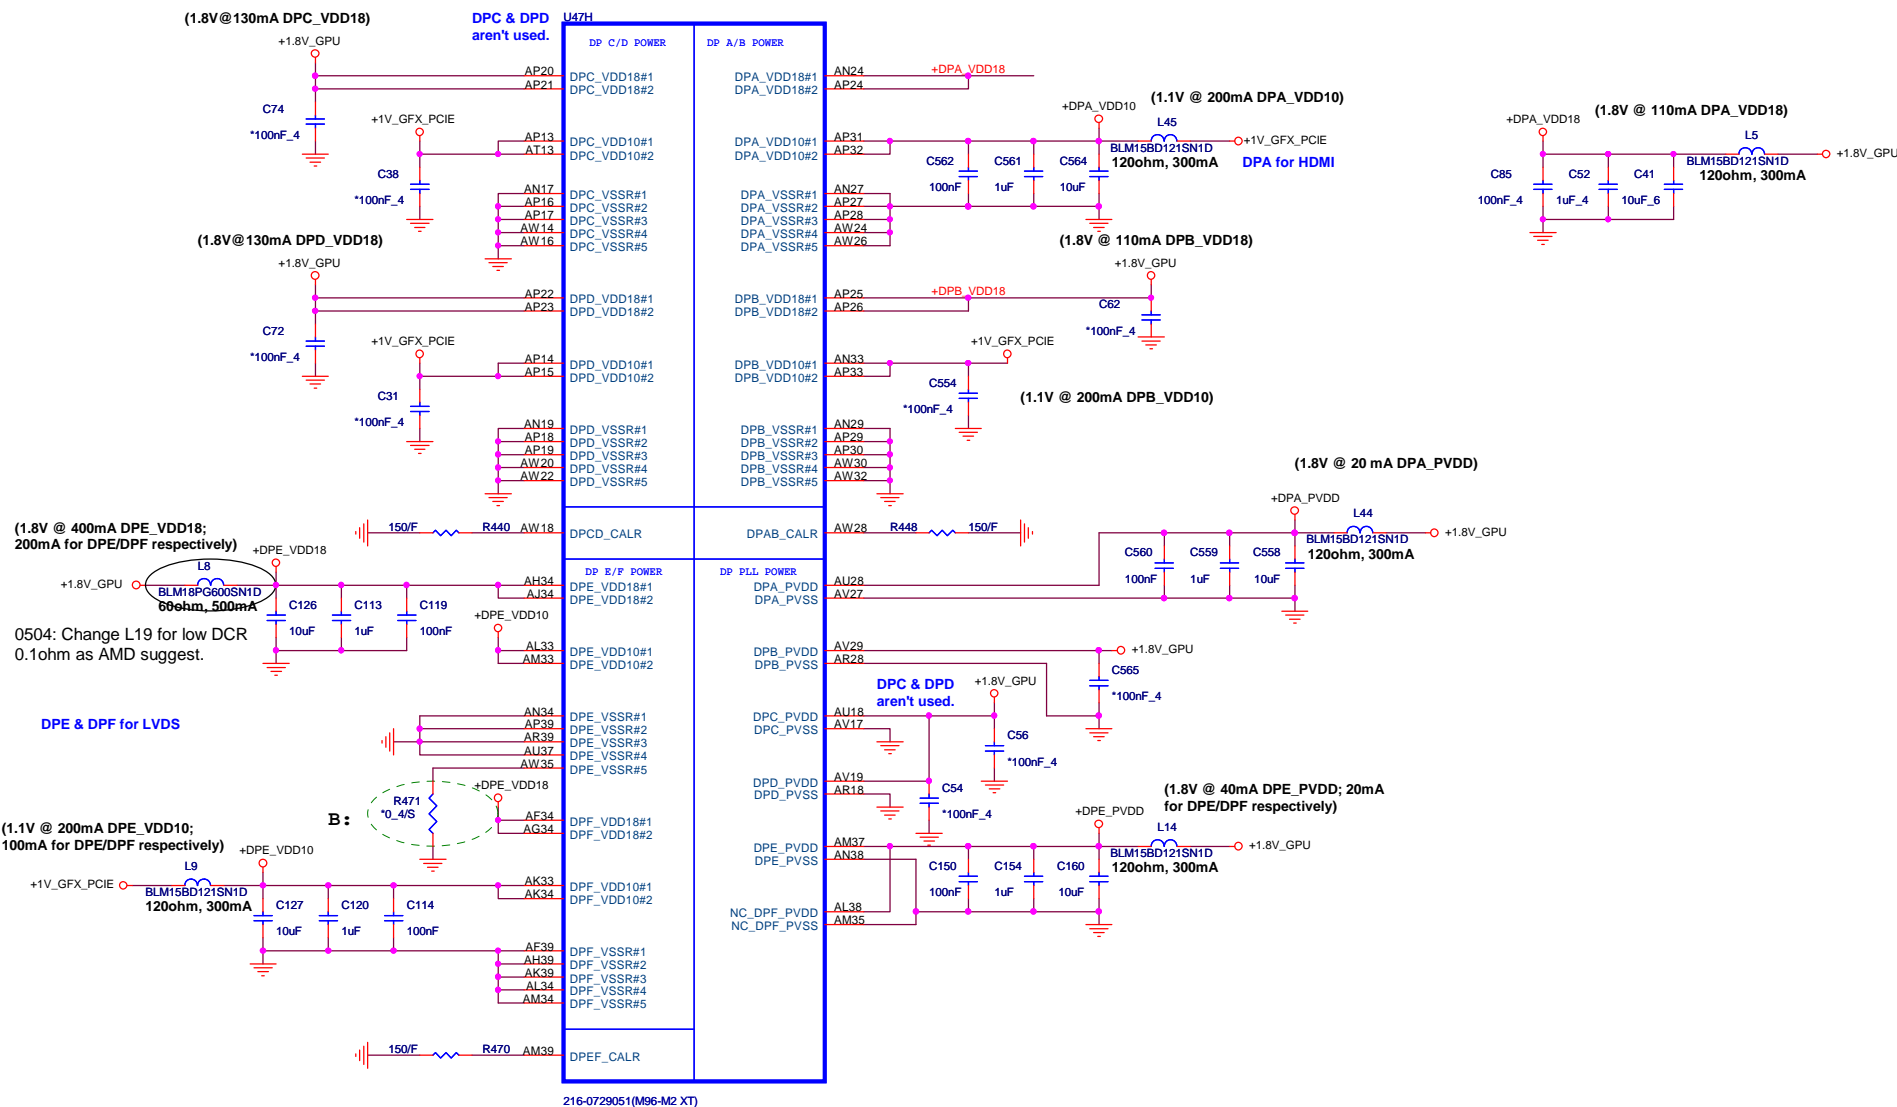 (1.8V@130mA DPC_VDD18)
+1.8V_GPU
DPC & DPD
aren't used.
U47H
DP C/D POWER
DP A/B POWER
AP20 DPC_VDD18#1
AP21 DPC_VDD18#2
C74
*100nF_4
+1V_GFX_PCIE
AP13 DPC_VDD10#1
AT13 DPC_VDD10#2
C38
*100nF_4
AN17 DPC_VSSR#1
AP16 DPC_VSSR#2
AP17 DPC_VSSR#3
AW14 DPC_VSSR#4
AW16 DPC_VSSR#5
(1.8V@130mA DPD_VDD18)
+1.8V_GPU
AP22 DPD_VDD18#1
AP23 DPD_VDD18#2
C72
*100nF_4
+1V_GFX_PCIE
AP14 DPD_VDD10#1
AP15 DPD_VDD10#2
C31
*100nF_4
AN19 DPD_VSSR#1
AP18 DPD_VSSR#2
AP19 DPD_VSSR#3
AW20 DPD_VSSR#4
AW22 DPD_VSSR#5
150/F R440 AW18 DPCD_CALR
(1.8V @ 400mA DPE_VDD18;
200mA for DPE/DPF respectively)
+DPE_VDD18
+1.8V_GPU
L8
BLM18PG600SN1D
60ohm, 500mA
C126
10uF
C113
1uF
C119
100nF
0504: Change L19 for low DCR
0.1ohm as AMD suggest.
DP E/F POWER
AH34 DPE_VDD18#1
AJ34 DPE_VDD18#2
+DPE_VDD10
AL33 DPE_VDD10#1
AM33 DPE_VDD10#2
DPE & DPF for LVDS
AN34 DPE_VSSR#1
AP39 DPE_VSSR#2
AR39 DPE_VSSR#3
AU37 DPE_VSSR#4
AW35 DPE_VSSR#5
B:
R471
*0_4/S
+DPE_VDD18
AF34 DPF_VDD18#1
AG34 DPF_VDD18#2
(1.1V @ 200mA DPE_VDD10;
100mA for DPE/DPF respectively)
+DPE_VDD10
+1V_GFX_PCIE
L9
BLM15BD121SN1D
120ohm, 300mA
C127
10uF
C120
1uF
C114
100nF
AK33 DPF_VDD10#1
AK34 DPF_VDD10#2
AF39 DPF_VSSR#1
AH39 DPF_VSSR#2
AK39 DPF_VSSR#3
AL34 DPF_VSSR#4
AM34 DPF_VSSR#5
150/F R470 AM39 DPEF_CALR
216-0729051(M96-M2 XT)
DPA_VDD18#1 AN24 +DPA_VDD18
DPA_VDD18#2 AP24
(1.1V @ 200mA DPA_VDD10)
+DPA_VDD10
DPA_VDD10#1 AP31
DPA_VDD10#2 AP32
L45
+1V_GFX_PCIE
BLM15BD121SN1D
120ohm, 300mA
DPA for HDMI
C562
100nF
C561
1uF
C564
10uF
DPA_VSSR#1 AN27
DPA_VSSR#2 AP27
DPA_VSSR#3 AP28
DPA_VSSR#4 AW24
DPA_VSSR#5 AW26
(1.8V @ 110mA DPA_VDD18)
+DPA_VDD18
L5
+1.8V_GPU
BLM15BD121SN1D
120ohm, 300mA
C85
100nF_4
C52
1uF_4
C41
10uF_6
(1.8V @ 110mA DPB_VDD18)
+1.8V_GPU
DPB_VDD18#1 AP25 +DPB_VDD18
DPB_VDD18#2 AP26
C62
*100nF_4
+1V_GFX_PCIE
DPB_VDD10#1 AN33
DPB_VDD10#2 AP33
C554
*100nF_4
(1.1V @ 200mA DPB_VDD10)
DPB_VSSR#1 AN29
DPB_VSSR#2 AP29
DPB_VSSR#3 AP30
DPB_VSSR#4 AW30
DPB_VSSR#5 AW32
DPAB_CALR AW28 R448 150/F
(1.8V @ 20 mA DPA_PVDD)
+DPA_PVDD
L44
+1.8V_GPU
BLM15BD121SN1D
120ohm, 300mA
C560
100nF
C559
1uF
C558
10uF
DP PLL POWER
DPA_PVDD AU28
DPA_PVSS AV27
DPB_PVDD AV29
DPB_PVSS AR28
+1.8V_GPU
C565
*100nF_4
DPC & DPD
aren't used.
+1.8V_GPU
DPC_PVDD AU18
DPC_PVSS AV17
C56
*100nF_4
DPD_PVDD AV19
DPD_PVSS AR18
C54
*100nF_4
(1.8V @ 40mA DPE_PVDD; 20mA
for DPE/DPF respectively)
+DPE_PVDD
L14
+1.8V_GPU
BLM15BD121SN1D
120ohm, 300mA
DPE_PVDD AM37
DPE_PVSS AN38
C150
100nF
C154
1uF
C160
10uF
NC_DPF_PVDD AL38
NC_DPF_PVSS AM35